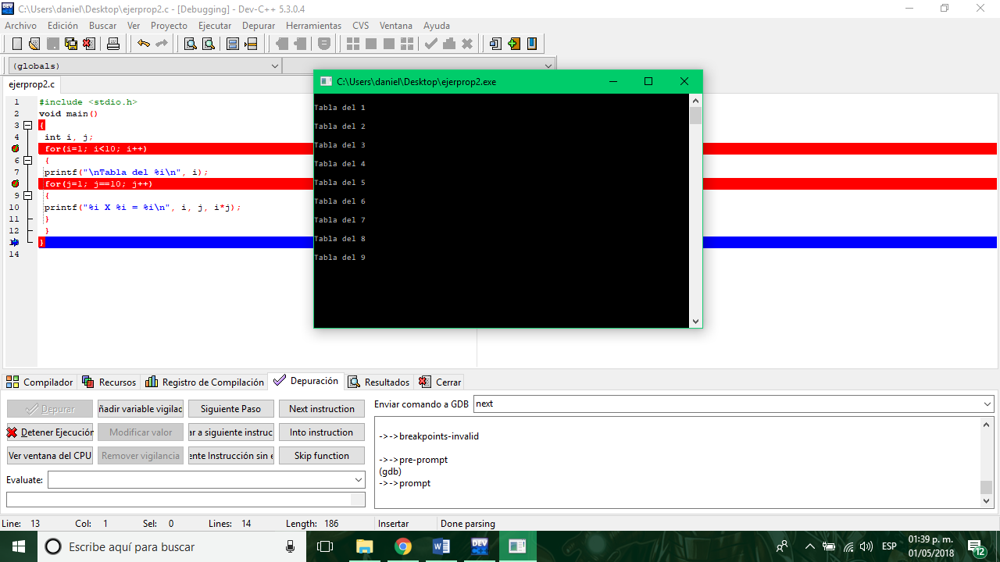 C:\Users\daniel\Desktop\ejerprop2.c - [Debugging] - Dev-C++ 5.3.0.4
Archivo Edición Buscar Ver Proyecto Ejecutar Depurar Herramientas CVS Ventana Ayuda
(globals)
ejerprop2.c
1 #include <stdio.h>
2 void main()
3 {
4 int i, j;
for(i=1; i<10; i++)
6 {
7 printf("\nTabla del %i\n", i);
for(j=1; j==10; j++)
9 {
10 printf("%i X %i = %i\n", i, j, i*j);
11 }
12 }
}
14
C:\Users\daniel\Desktop\ejerprop2.exe
Tabla del 1
Tabla del 2
Tabla del 3
Tabla del 4
Tabla del 5
Tabla del 6
Tabla del 7
Tabla del 8
Tabla del 9
Compilador Recursos Registro de Compilación Depuración Resultados Cerrar
Depurar ñadir variable vigilad Siguiente Paso Next instruction
Detener Ejecución Modificar valor ar a siguiente instruc Into instruction
Ver ventana del CPU Remover vigilancia ente Instrucción sin e Skip function
Evaluate:
Enviar comando a GDB next
->->breakpoints-invalid
->->pre-prompt
(gdb)
->->prompt
Line: 13 Col: 1 Sel: 0 Lines: 14 Length: 186 Insertar Done parsing
Escribe aquí para buscar
ESP
01:39 p. m.
01/05/2018
12